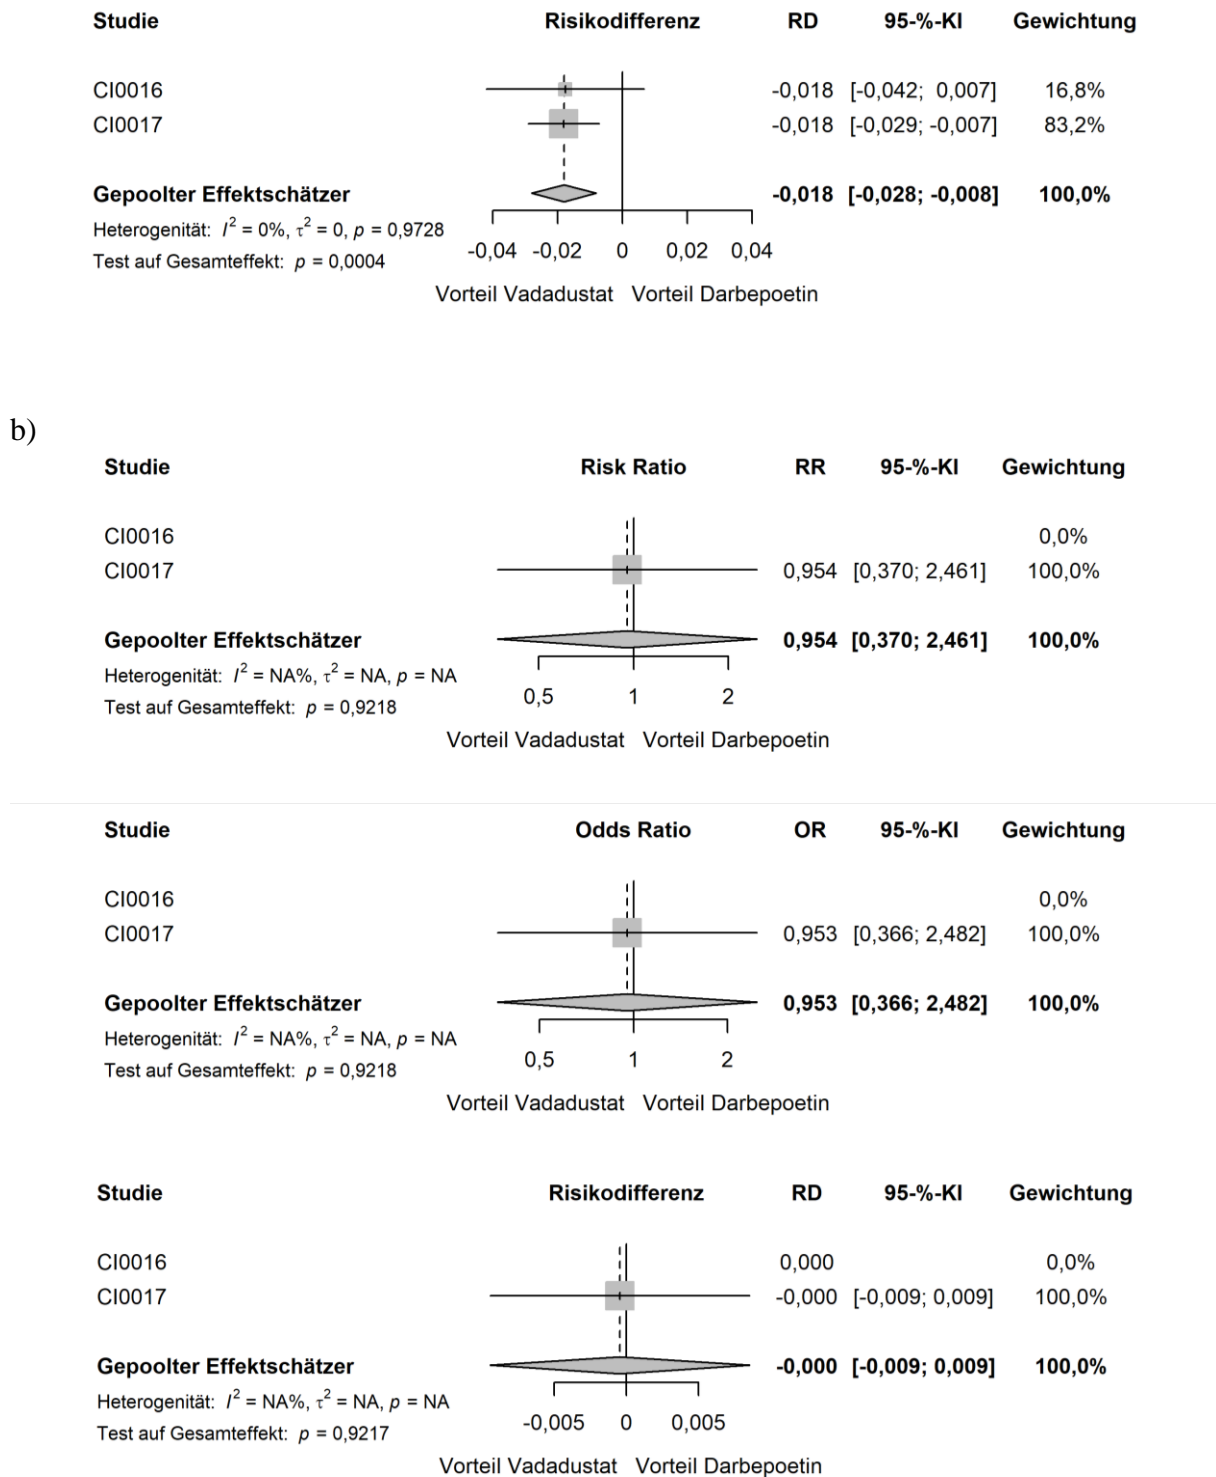 Studie Risikodifferenz RD 95-%-KI Gewichtung
CI0016 -0,018 [-0,042; 0,007] 16,8%
CI0017 -0,018 [-0,029; -0,007] 83,2%
Gepoolter Effektschätzer -0,018 [-0,028; -0,008] 100,0%
Heterogenität: I² = 0%, τ² = 0, p = 0,9728
Test auf Gesamteffekt: p = 0,0004
-0,04 -0,02 0 0,02 0,04
Vorteil Vadadustat Vorteil Darbepoetin
b)
Studie Risk Ratio RR 95-%-KI Gewichtung
CI0016 0,0%
CI0017 0,954 [0,370; 2,461] 100,0%
Gepoolter Effektschätzer 0,954 [0,370; 2,461] 100,0%
Heterogenität: I² = NA%, τ² = NA, p = NA
Test auf Gesamteffekt: p = 0,9218
0,5 1 2
Vorteil Vadadustat Vorteil Darbepoetin
Studie Odds Ratio OR 95-%-KI Gewichtung
CI0016 0,0%
CI0017 0,953 [0,366; 2,482] 100,0%
Gepoolter Effektschätzer 0,953 [0,366; 2,482] 100,0%
Heterogenität: I² = NA%, τ² = NA, p = NA
Test auf Gesamteffekt: p = 0,9218
0,5 1 2
Vorteil Vadadustat Vorteil Darbepoetin
Studie Risikodifferenz RD 95-%-KI Gewichtung
CI0016 0,000 0,0%
CI0017 -0,000 [-0,009; 0,009] 100,0%
Gepoolter Effektschätzer -0,000 [-0,009; 0,009] 100,0%
Heterogenität: I² = NA%, τ² = NA, p = NA
Test auf Gesamteffekt: p = 0,9217
-0,005 0 0,005
Vorteil Vadadustat Vorteil Darbepoetin